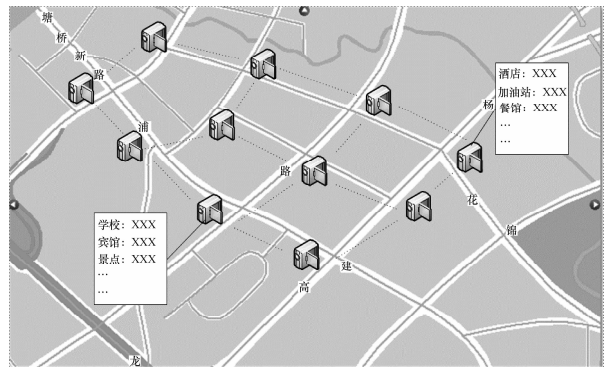 塘
桥
新
路
浦
路
杨
花
锦
建
高
龙
酒店：XXX
加油站：XXX
餐馆：XXX
…
…
学校：XXX
宾馆：XXX
景点：XXX
…
…